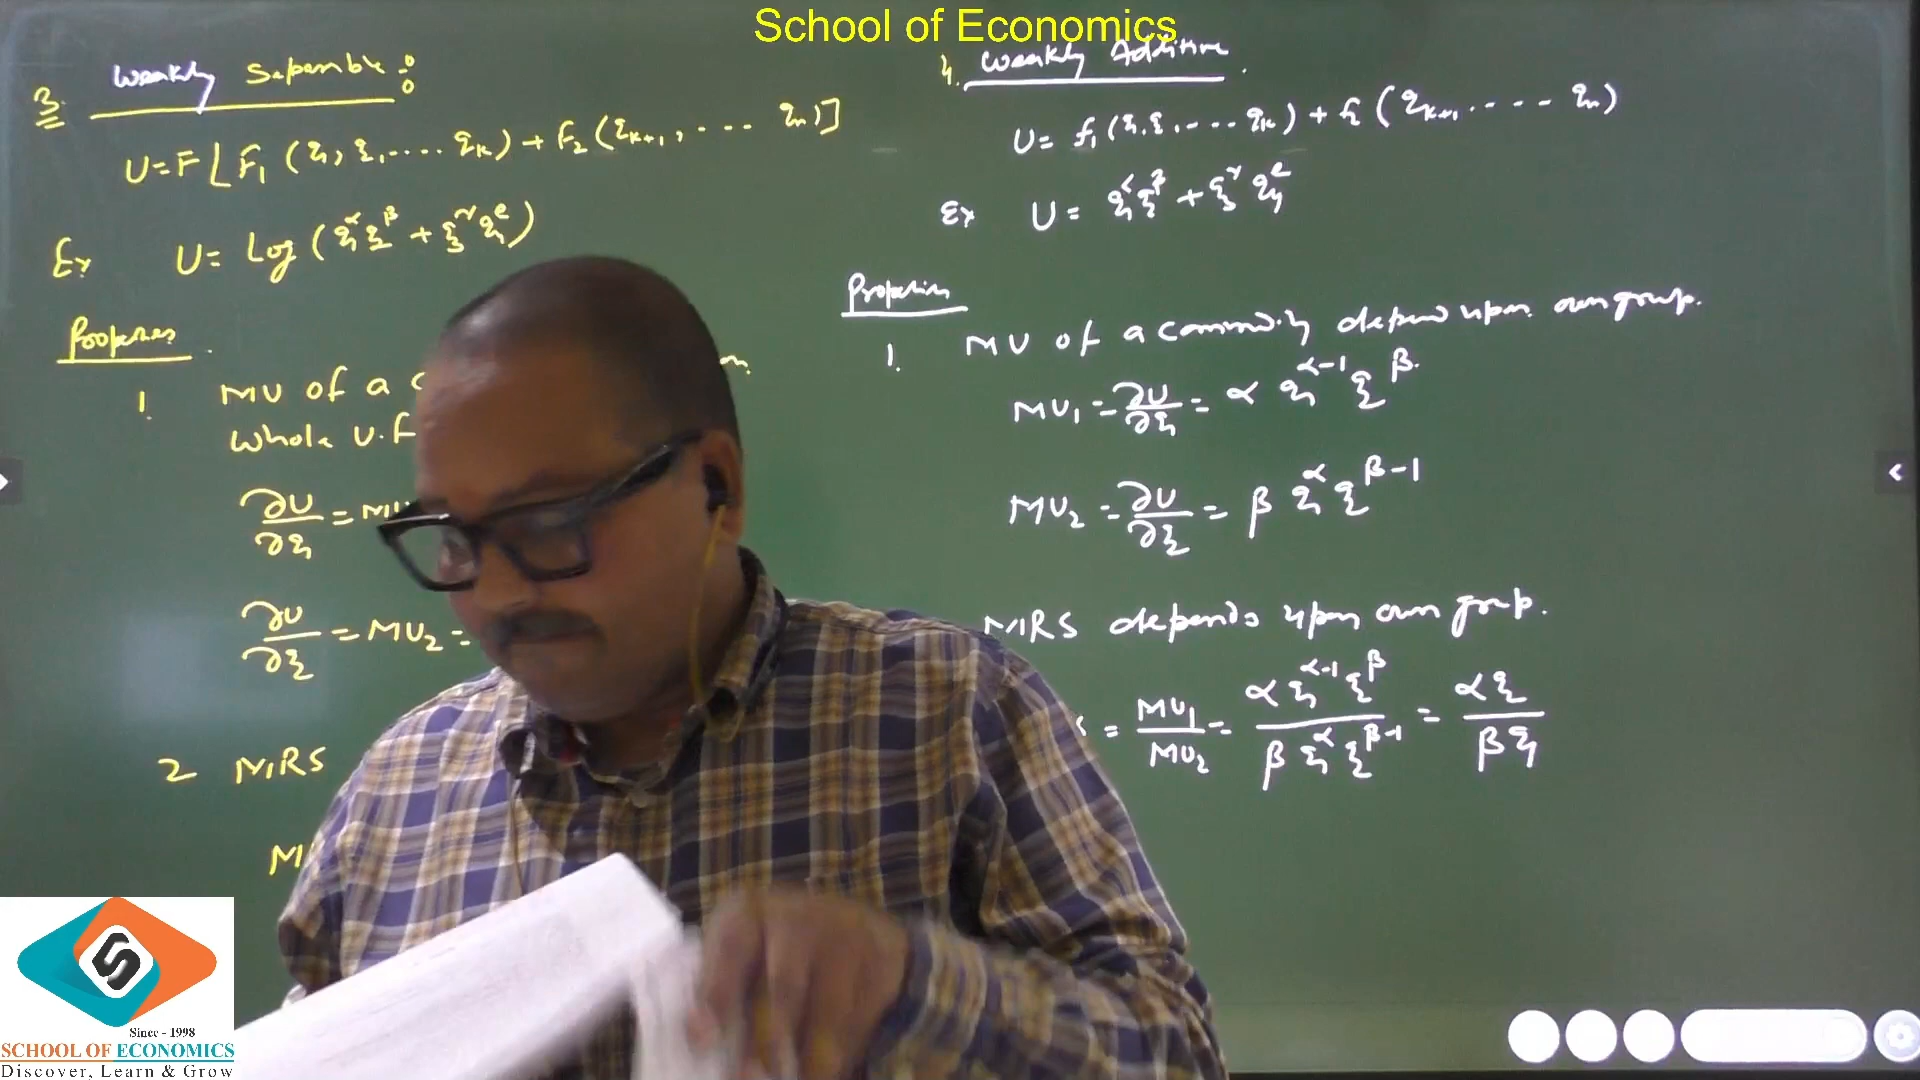 School of Economics
3. Weakly Separable :
U = F[F₁(q₁, q₂, .... qₖ) + F₂(qₖ₊₁, .... qₙ)]
Ex U = Log(q₁^α q₂^β + q₃^γ q₄^e)
Properties
1. MU of a
whole U.F
∂U/∂q₁ = MU
∂U/∂q₂ = MU₂ =
2 MRS
4. Weakly Additive
U = f₁(q₁, q₂, .... qₖ) + f₂(qₖ₊₁, .... qₙ)
Ex U = q₁^α q₂^β + q₃^γ q₄^e
Properties
1. MU of a commodity depend upon own group.
MU₁ = ∂U/∂q₁ = α q₁^α-1 q₂^β
MU₂ = ∂U/∂q₂ = β q₁^α q₂^β-1
MRS depends upon own group.
= MU₁/MU₂ = α q₁^α-1 q₂^β / β q₁^α q₂^β-1 = αq₂/βq₁
Since - 1998
SCHOOL OF ECONOMICS
Discover, Learn & Grow